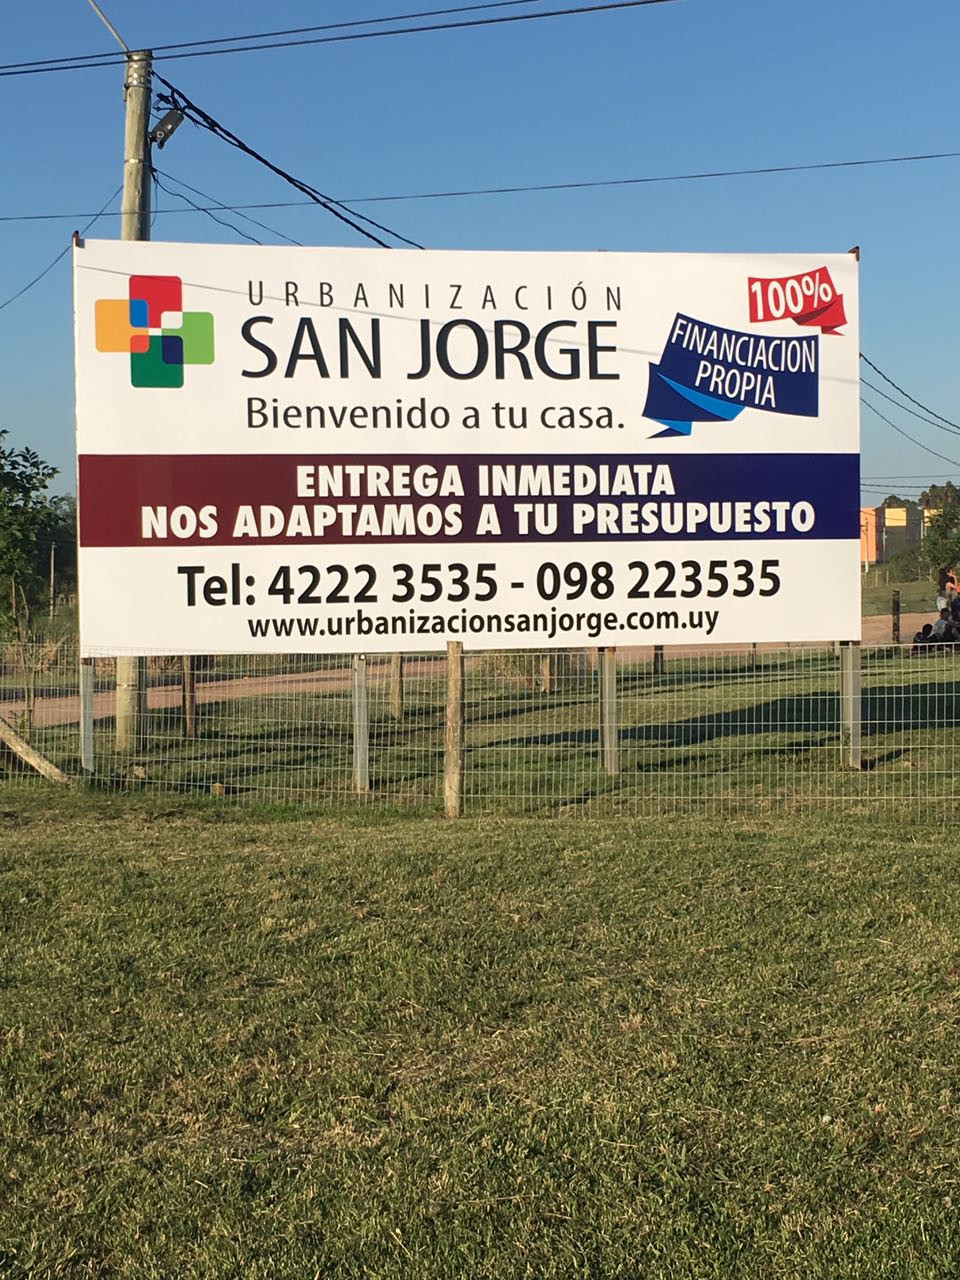 URBANIZACIÓN
SAN JORGE
Bienvenido a tu casa.
100%
FINANCIACION
PROPIA
ENTREGA INMEDIATA
NOS ADAPTAMOS A TU PRESUPUESTO
Tel: 4222 3535 - 098 223535
www.urbanizacionsanjorge.com.uy